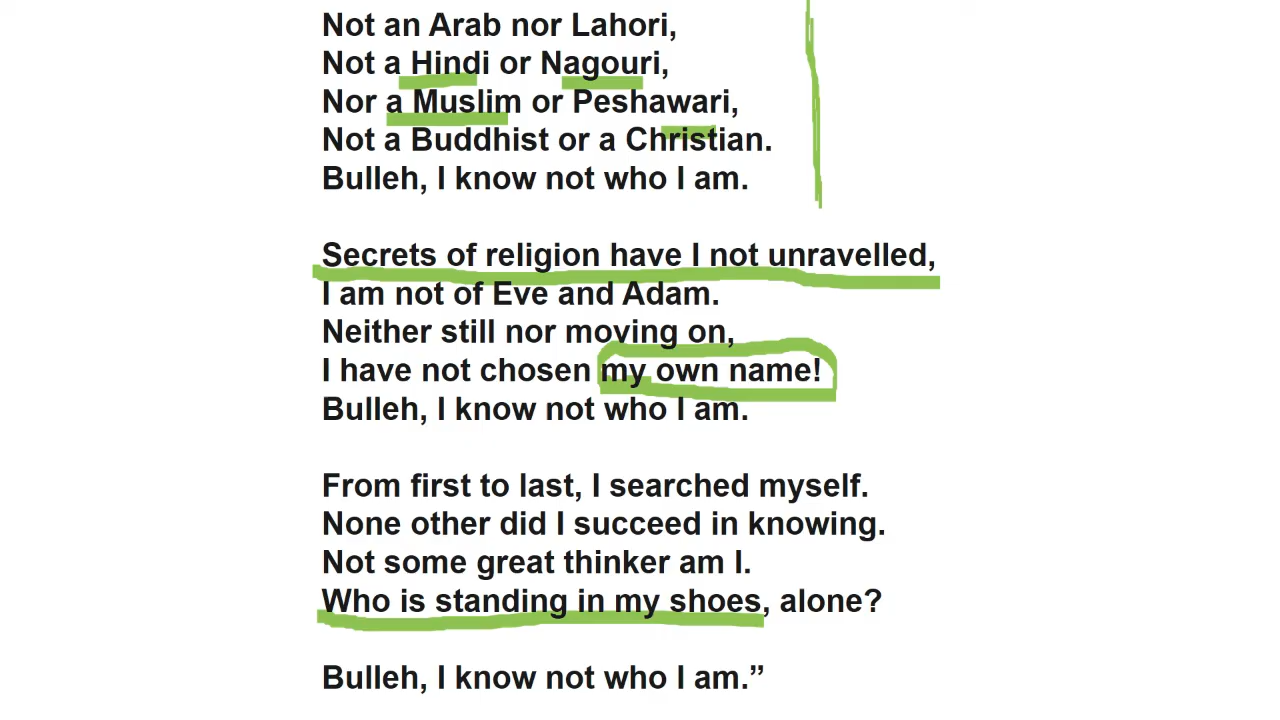 Not an Arab nor Lahori,
Not a Hindi or Nagouri,
Nor a Muslim or Peshawari,
Not a Buddhist or a Christian.
Bulleh, I know not who I am.
Secrets of religion have I not unravelled,
I am not of Eve and Adam.
Neither still nor moving on,
I have not chosen my own name!
Bulleh, I know not who I am.
From first to last, I searched myself.
None other did I succeed in knowing.
Not some great thinker am I.
Who is standing in my shoes, alone?
Bulleh, I know not who I am.”